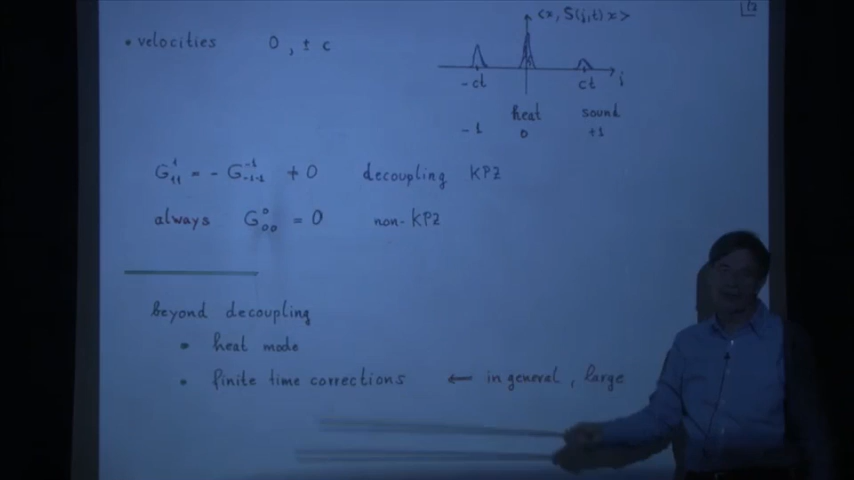 <x, S(j,t) x>
• velocities 0, ± c
-ct ct j
heat sound
-1 0 +1
G¹₁₁ = - G⁻¹₋₁₋₁ ≠ 0 decoupling KPZ
always G⁰₀₀ = 0 non-KPZ
beyond decoupling
• heat mode
• finite time corrections ← in general, large